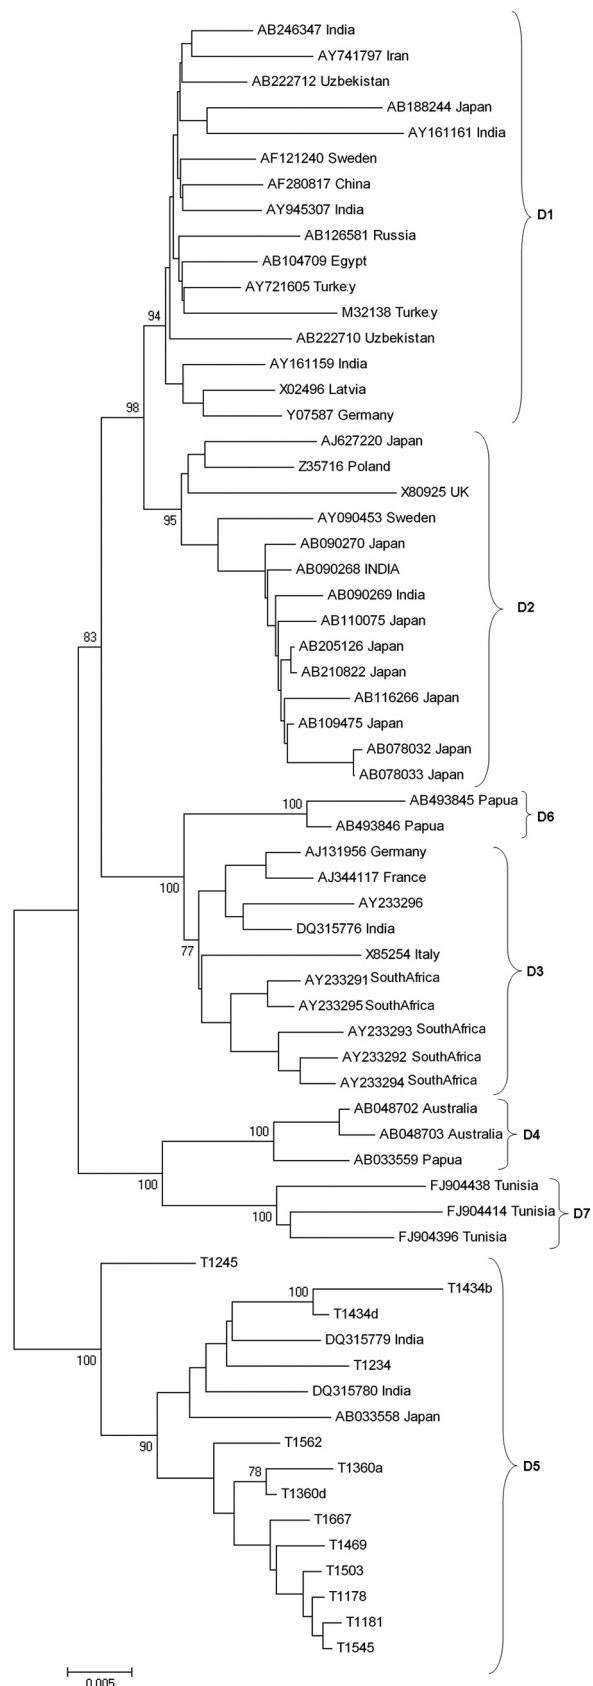 AB246347 India
AY741797 Iran
AB222712 Uzbekistan
AB188244 Japan
AY161161 India
AF121240 Sweden
AF280817 China
AY945307 India
D1
AB126581 Russia
AB104709 Egypt
AY721605 Turke.y
M32138 Turke.y
94
AB222710 Uzbekistan
AY161159 India
X02496 Latvia
98
Y07587 Germany
AJ627220 Japan
Z35716 Poland
X80925 UK
95
AY090453 Sweden
AB090270 Japan
AB090268 INDIA
AB090269 India
D2
AB110075 Japan
83
AB205126 Japan
AB210822 Japan
AB116266 Japan
AB109475 Japan
AB078032 Japan
AB078033 Japan
100
AB493845 Papua
D6
AB493846 Papua
AJ131956 Germany
100
AJ344117 France
AY233296
DQ315776 India
77
X85254 Italy
D3
AY233291 SouthAfrica
AY233295 SouthAfrica
AY233293 SouthAfrica
AY233292 SouthAfrica
AY233294 SouthAfrica
AB048702 Australia
100
AB048703 Australia
D4
AB033559 Papua
100
FJ904438 Tunisia
100
FJ904414 Tunisia
D7
FJ904396 Tunisia
T1245
100
T1434b
T1434d
DQ315779 India
100
T1234
DQ315780 India
AB033558 Japan
90
T1562
D5
78
T1360a
T1360d
T1667
T1469
T1503
T1178
T1181
T1545
0.005